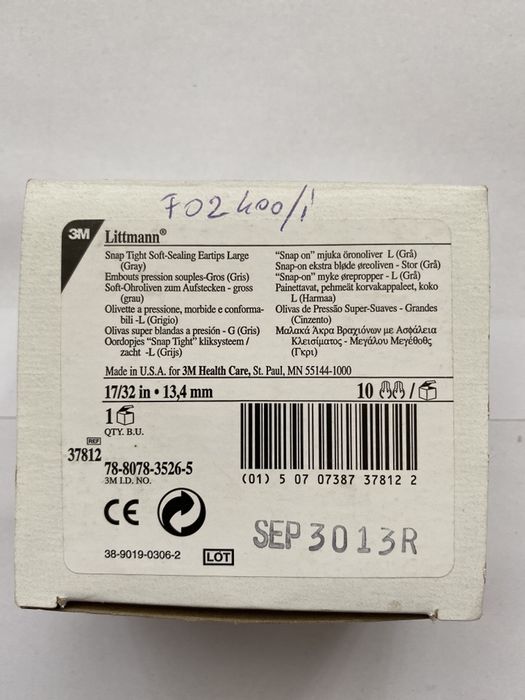 F02400/i
3M
Littmann®
Snap Tight Soft-Sealing Eartips Large
(Gray)
Embouts pression souples-Gros (Gris)
Soft-Ohroliven zum Aufstecken - gross
(grau)
Olivette a pressione, morbide e conforma-
bili -L (Grigio)
Olivas super blandas a presión - G (Gris)
Oordopjes "Snap Tight" kliksysteem /
zacht -L (Grijs)
"Snap on" mjuka öronoliver L (Grå)
Snap-on ekstra bløde øreoliven - Stor (Grå)
"Snap-on" myke ørepropper - L (Grå)
Painettavat, pehmeät korvakappaleet, koko
L (Harmaa)
Olivas de Pressão Super-Suaves - Grandes
(Cinzento)
Μαλακά Άκρα Βραχιόνων με Ασφάλεια
Κλεισίματος - Μεγάλου Μεγέθοθς
(Γκρι)
Made in U.S.A. for 3M Health Care, St. Paul, MN 55144-1000
17/32 in • 13,4 mm
10 /
1
QTY. B.U.
REF
37812
78-8078-3526-5
3M I.D. NO.
(01) 5 07 07387 37812 2
CE
SEP 3013R
38-9019-0306-2
LOT